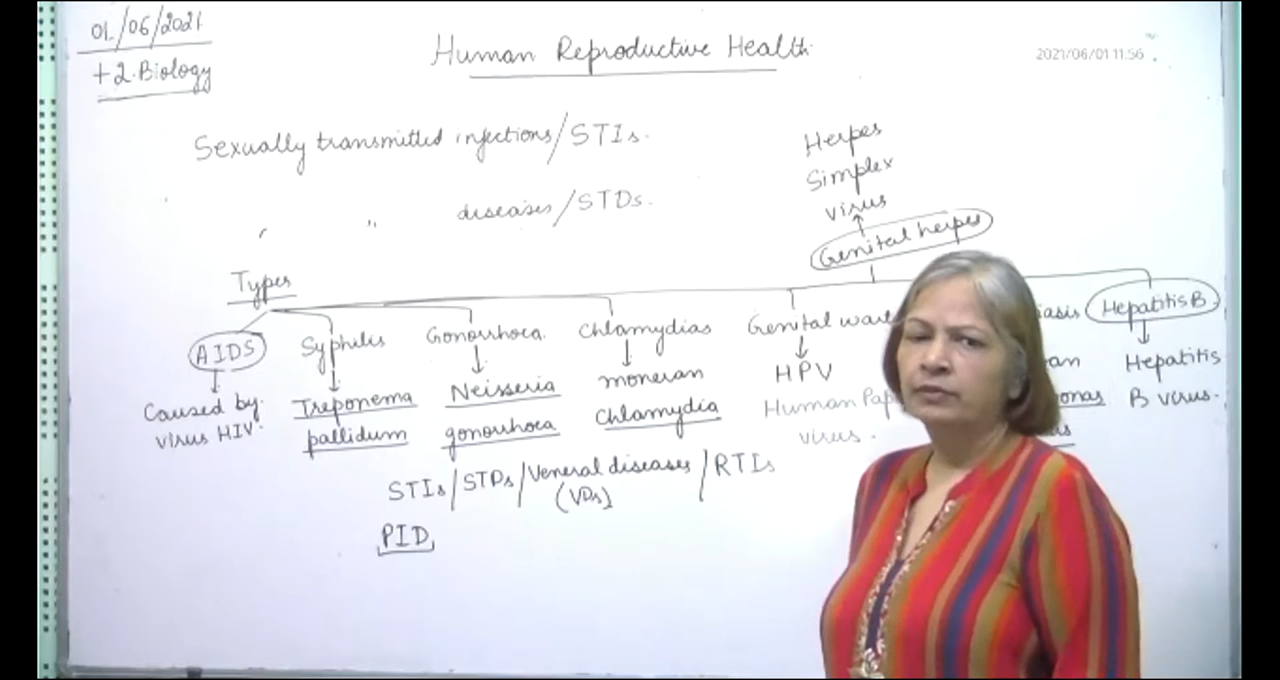 01/06/2021
+2 Biology
Human Reproductive Health
2021/06/01 11:56
Sexually transmitted infections/STIs.
" " diseases/STDs.
Herpes
Simplex
virus
Genital herpes
Types
AIDS
Syphilis
Gonorrhoea
Chlamydias
Genital
Hepatitis B
Caused by
virus HIV
Treponema
pallidum
Neisseria
gonorrhoea
moneran
Chlamydia
HPV
Human Pap
virus.
Hepatitis
B virus.
STIs/STDs/Veneral diseases/RTIs
(VDs)
PID